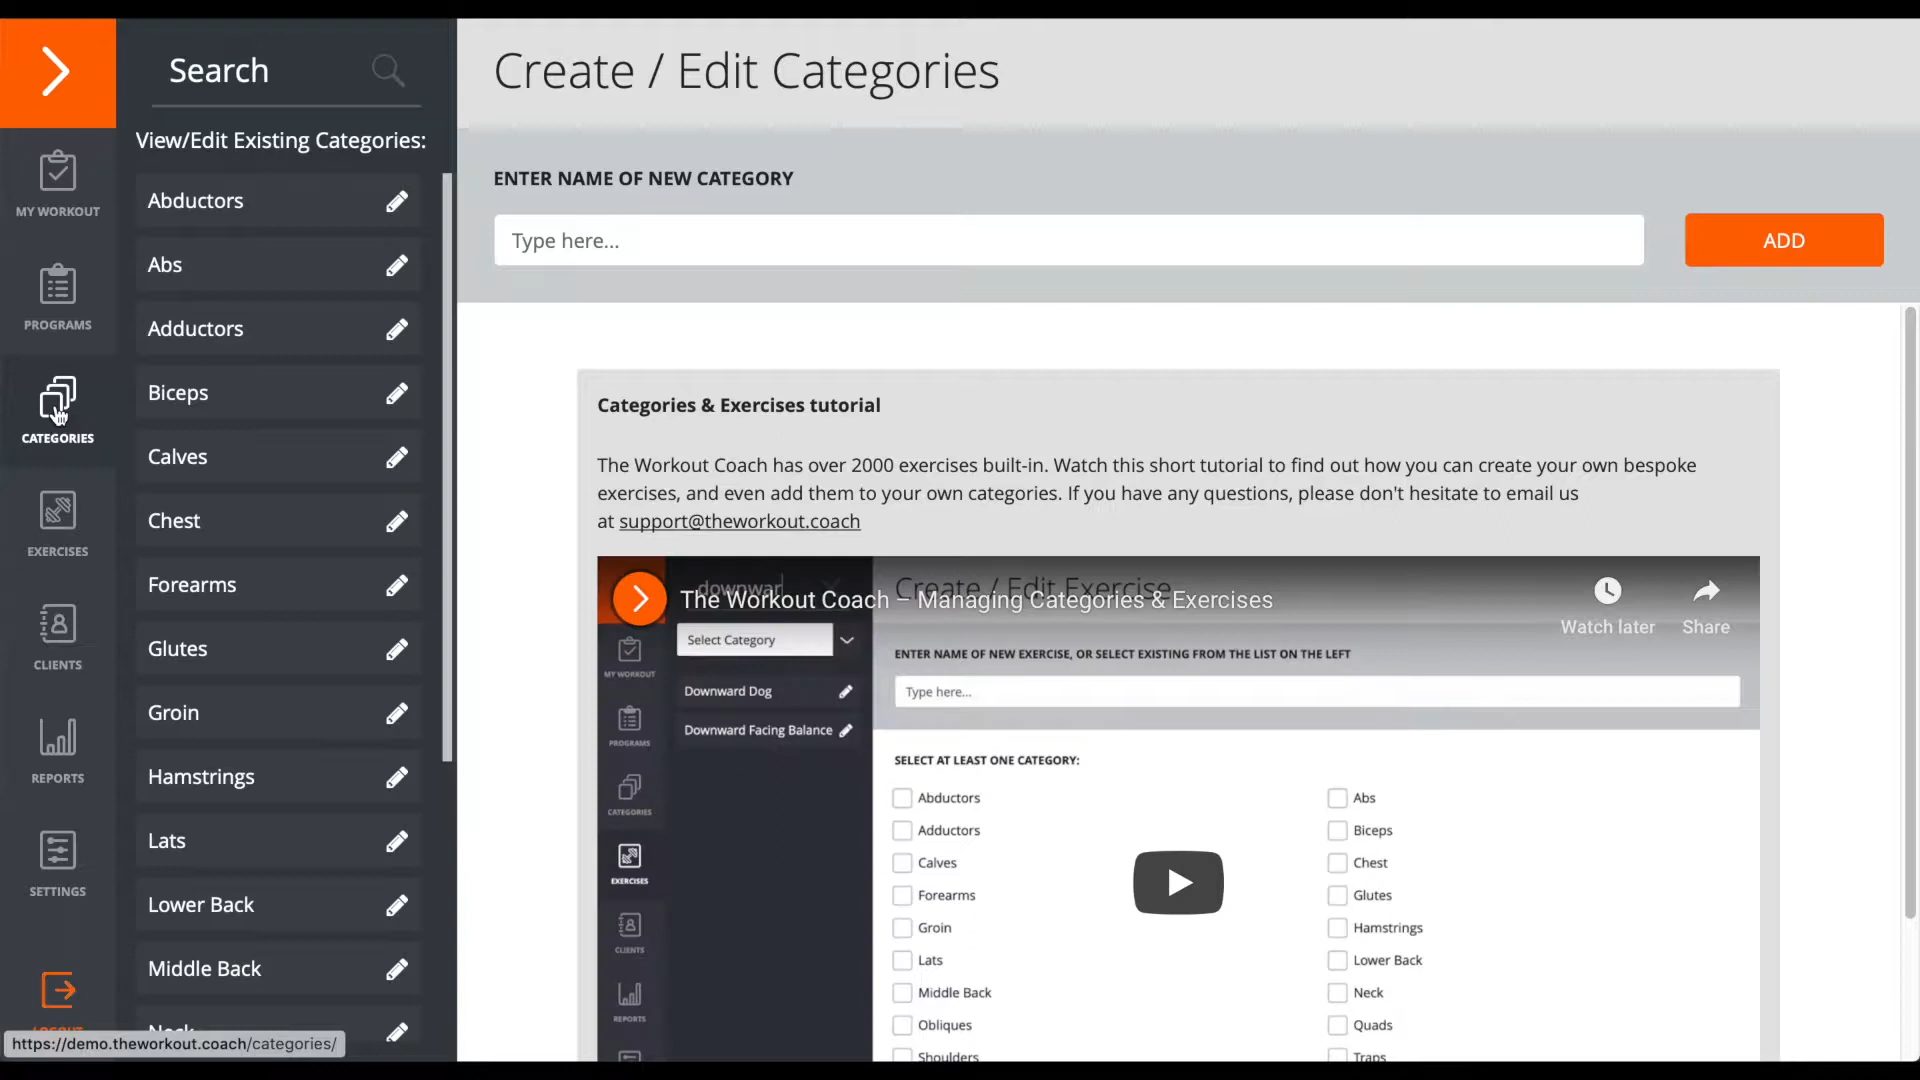 Search
View/Edit Existing Categories:
Abductors
Abs
Adductors
Biceps
Calves
Chest
Forearms
Glutes
Groin
Hamstrings
Lats
Lower Back
Middle Back
Neck
MY WORKOUT
PROGRAMS
CATEGORIES
EXERCISES
CLIENTS
REPORTS
SETTINGS
LOGOUT
https://demo.theworkout.coach/categories/
Create / Edit Categories
ENTER NAME OF NEW CATEGORY
Type here...
ADD
Categories & Exercises tutorial
The Workout Coach has over 2000 exercises built-in. Watch this short tutorial to find out how you can create your own bespoke
exercises, and even add them to your own categories. If you have any questions, please don't hesitate to email us
at support@theworkout.coach
downwar
Create / Edit Exercise
The Workout Coach – Managing Categories & Exercises
Watch later
Share
Select Category
Downward Dog
Downward Facing Balance
MY WORKOUT
PROGRAMS
CATEGORIES
EXERCISES
CLIENTS
REPORTS
ENTER NAME OF NEW EXERCISE, OR SELECT EXISTING FROM THE LIST ON THE LEFT
Type here...
SELECT AT LEAST ONE CATEGORY:
Abductors
Abs
Adductors
Biceps
Calves
Chest
Forearms
Glutes
Groin
Hamstrings
Lats
Lower Back
Middle Back
Neck
Obliques
Quads
Shoulders
Traps